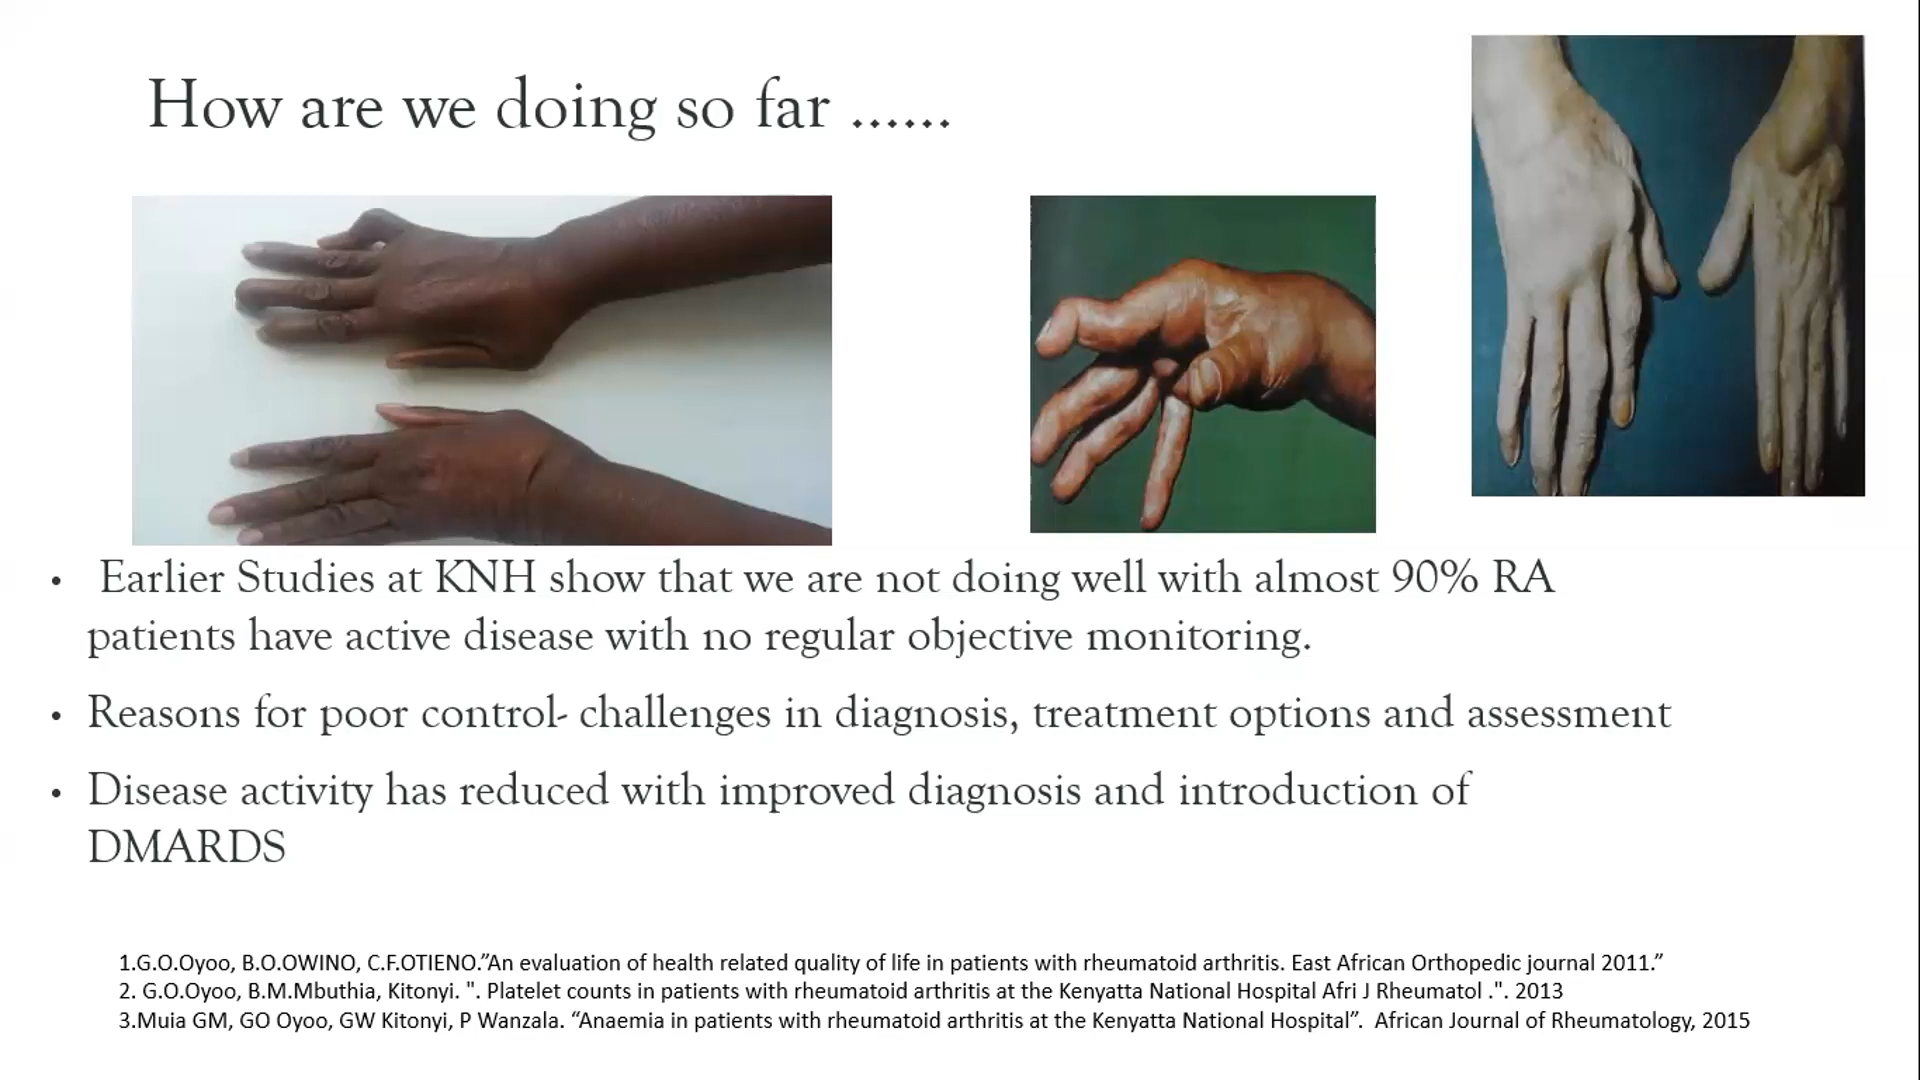 How are we doing so far ......
• Earlier Studies at KNH show that we are not doing well with almost 90% RA
patients have active disease with no regular objective monitoring.
• Reasons for poor control- challenges in diagnosis, treatment options and assessment
• Disease activity has reduced with improved diagnosis and introduction of
DMARDS
1.G.O.Oyoo, B.O.OWINO, C.F.OTIENO.”An evaluation of health related quality of life in patients with rheumatoid arthritis. East African Orthopedic journal 2011.”
2. G.O.Oyoo, B.M.Mbuthia, Kitonyi. ". Platelet counts in patients with rheumatoid arthritis at the Kenyatta National Hospital Afri J Rheumatol .". 2013
3.Muia GM, GO Oyoo, GW Kitonyi, P Wanzala. “Anaemia in patients with rheumatoid arthritis at the Kenyatta National Hospital”. African Journal of Rheumatology, 2015